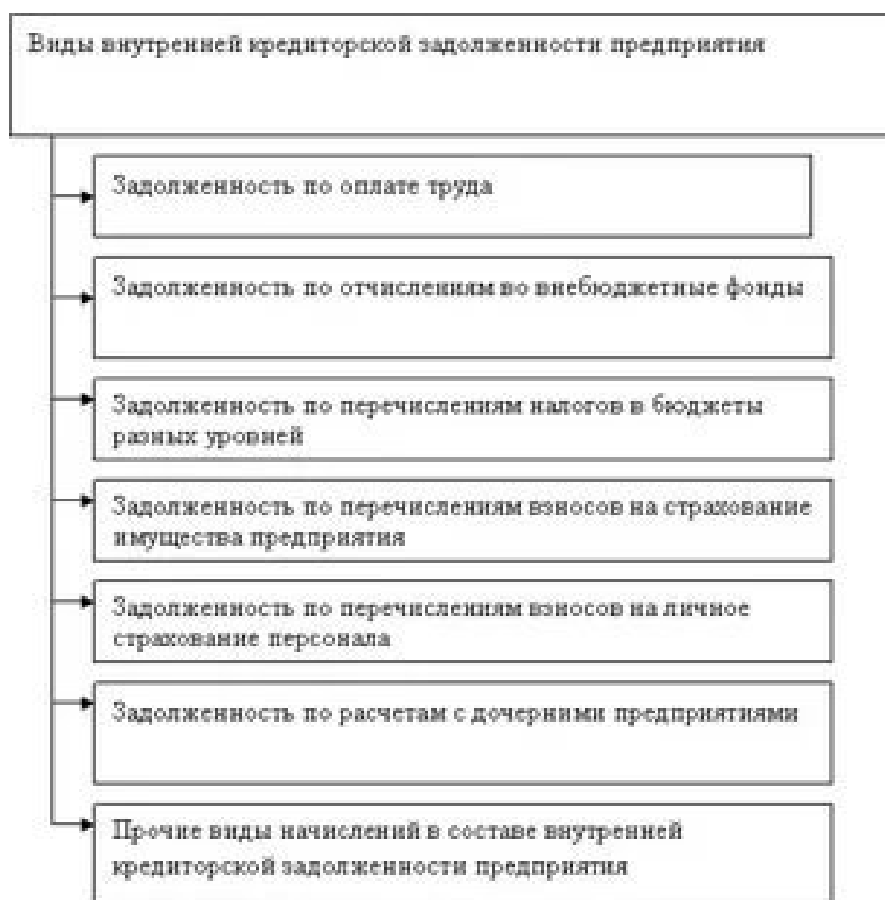 Виды внутренней кредиторской задолженности предприятия
Задолженность по оплате труда
Задолженность по отчислениям во внебюджетные фонды
Задолженность по перечислениям налогов в бюджеты
разных уровней
Задолженность по перечислениям взносов на страхование
имущества предприятия
Задолженность по перечислениям взносов на личное
страхование персонала
Задолженность по расчетам с дочерними предприятиями
Прочие виды начислений в составе внутренней
кредиторской задолженности предприятия